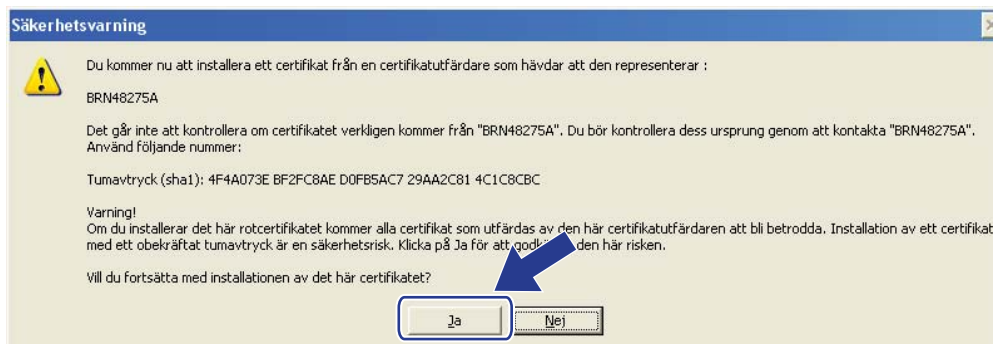 Säkerhetsvarning
Du kommer nu att installera ett certifikat från en certifikatutfärdare som hävdar att den representerar :
BRN48275A
Det går inte att kontrollera om certifikatet verkligen kommer från "BRN48275A". Du bör kontrollera dess ursprung genom att kontakta "BRN48275A".
Använd följande nummer:
Tumavtryck (sha1): 4F4A073E BF2FC8AE D0FB5AC7 29AA2C81 4C1C8CBC
Varning!
Om du installerar det här rotcertifikatet kommer alla certifikat som utfärdas av den här certifikatutfärdaren att bli betrodda. Installation av ett certifikat
med ett obekräftat tumavtryck är en säkerhetsrisk. Klicka på Ja för att den här risken.
Vill du fortsätta med installationen av det här certifikatet?
Ja Nej